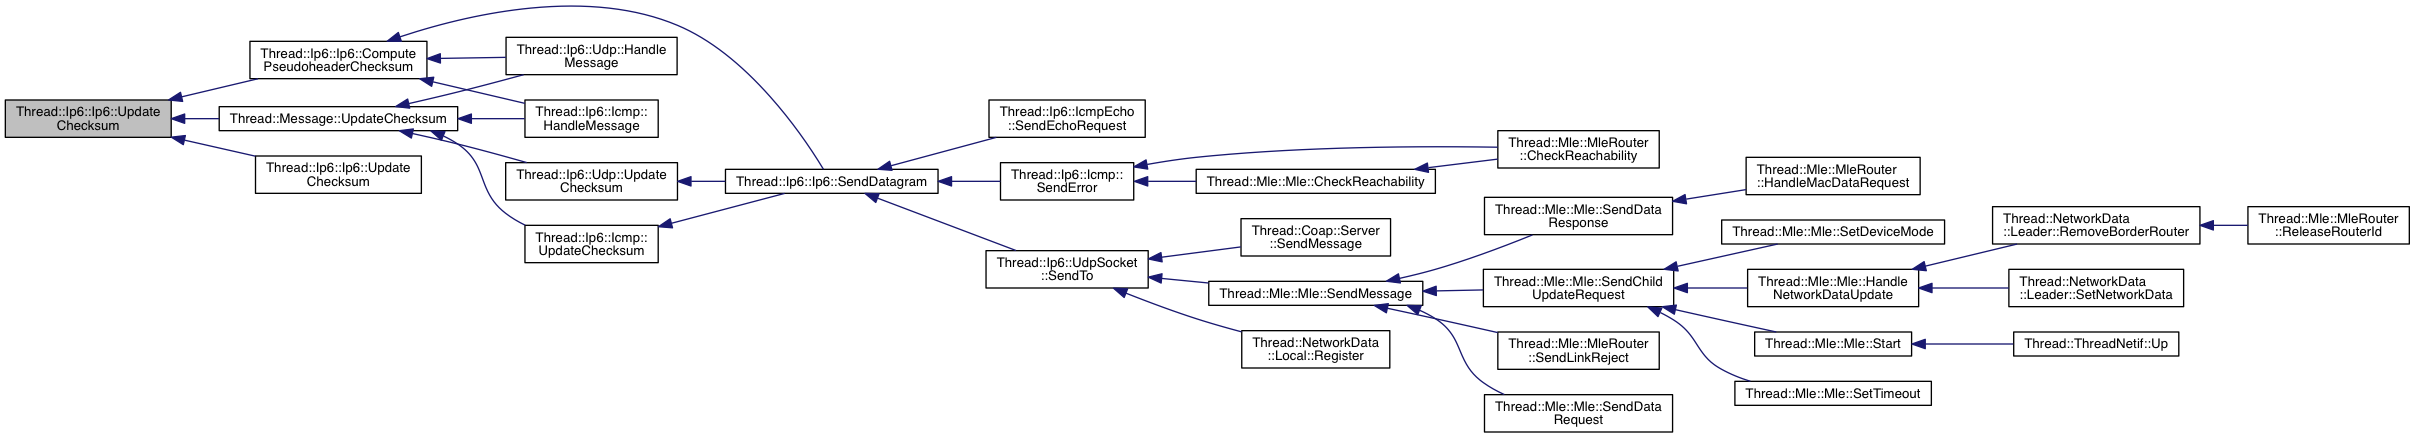 Thread::Ip6::Ip6::Update
Checksum
Thread::Ip6::Ip6::Compute
PseudoheaderChecksum
Thread::Message::UpdateChecksum
Thread::Ip6::Ip6::Update
Checksum
Thread::Ip6::Udp::Handle
Message
Thread::Ip6::Icmp::
HandleMessage
Thread::Ip6::Udp::Update
Checksum
Thread::Ip6::Icmp::
UpdateChecksum
Thread::Ip6::Ip6::SendDatagram
Thread::Ip6::IcmpEcho
::SendEchoRequest
Thread::Ip6::Icmp::
SendError
Thread::Ip6::UdpSocket
::SendTo
Thread::Mle::Mle::CheckReachability
Thread::Coap::Server
::SendMessage
Thread::Mle::Mle::SendMessage
Thread::NetworkData
::Local::Register
Thread::Mle::MleRouter
::CheckReachability
Thread::Mle::Mle::SendData
Response
Thread::Mle::Mle::SendChild
UpdateRequest
Thread::Mle::MleRouter
::SendLinkReject
Thread::Mle::Mle::SendData
Request
Thread::Mle::MleRouter
::HandleMacDataRequest
Thread::Mle::Mle::SetDeviceMode
Thread::Mle::Mle::Handle
NetworkDataUpdate
Thread::Mle::Mle::Start
Thread::Mle::Mle::SetTimeout
Thread::NetworkData
::Leader::RemoveBorderRouter
Thread::NetworkData
::Leader::SetNetworkData
Thread::ThreadNetif::Up
Thread::Mle::MleRouter
::ReleaseRouterId